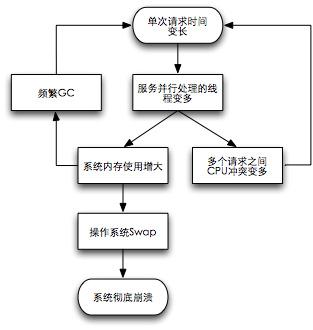 单次请求时间
变长
频繁GC
服务并行处理的线
程变多
系统内存使用增大
多个请求之间
CPU冲突变多
操作系统Swap
系统彻底崩溃